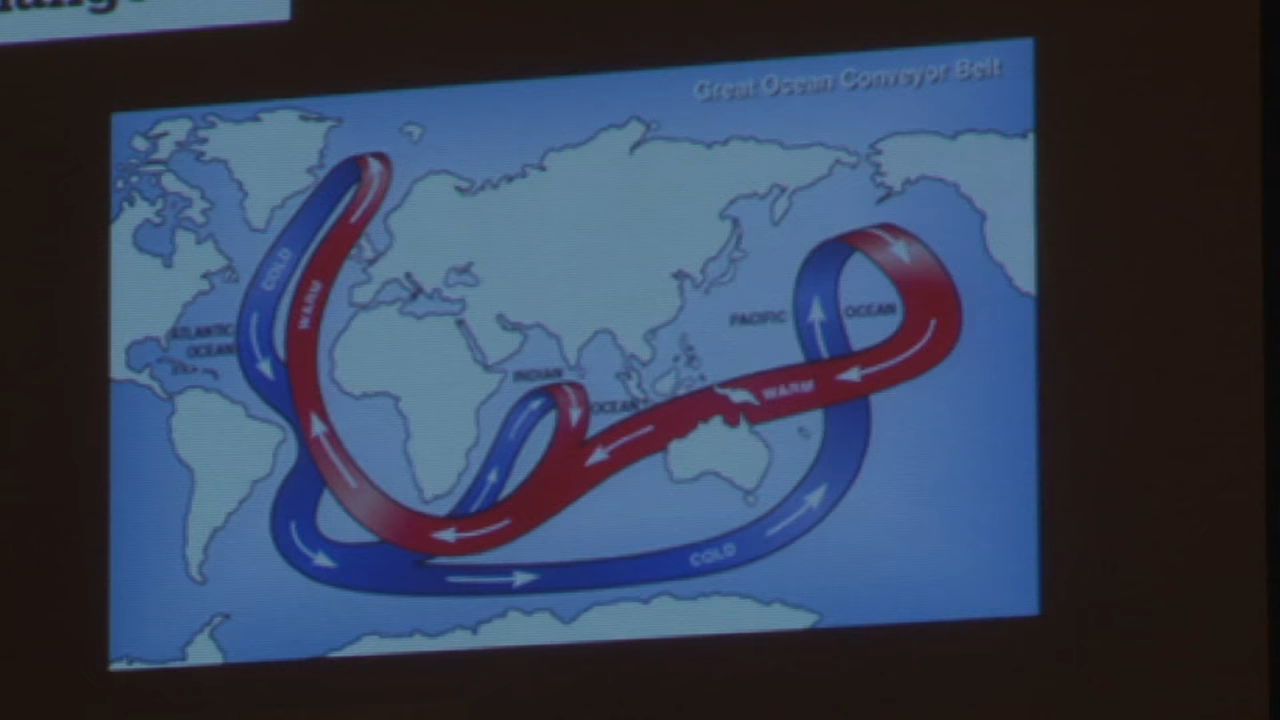 Great Ocean Conveyor Belt
COLD
WARM
ATLANTIC
OCEAN
PACIFIC
OCEAN
INDIAN
OCEAN
WARM
COLD